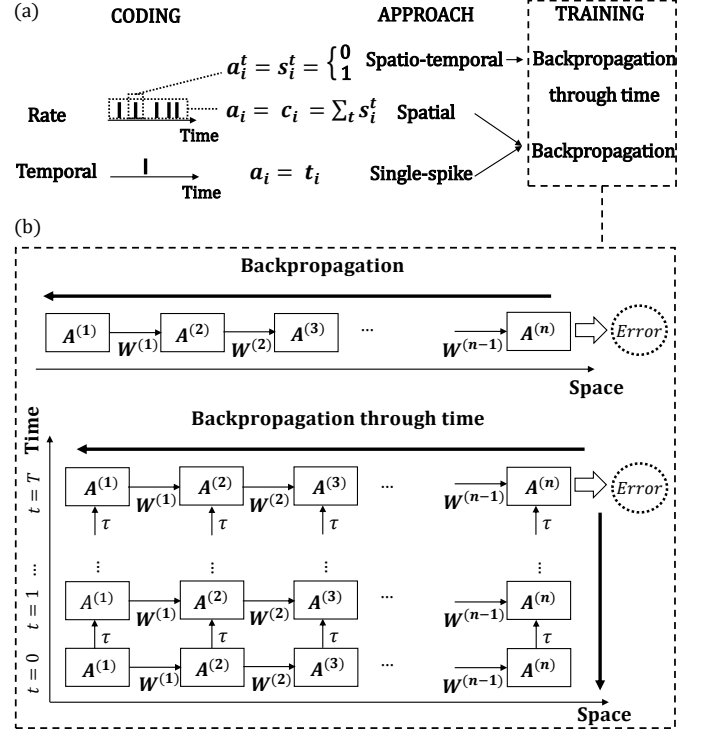 (a)
CODING APPROACH TRAINING
a_i^t = s_i^t = {0 1 Spatio-temporal Backpropagation through time
Rate Time a_i = c_i = ∑_t s_i^t Spatial
Backpropagation
Temporal Time a_i = t_i Single-spike
(b)
Backpropagation
A^(1) W^(1) A^(2) W^(2) A^(3) ... W^(n−1) A^(n) Error
Space
Backpropagation through time
Time
t = T A^(1) W^(1) A^(2) W^(2) A^(3) ... W^(n−1) A^(n) Error
τ τ τ τ
... ⋮ ⋮ ⋮ ⋮
t = 1 A^(1) W^(1) A^(2) W^(2) A^(3) ... W^(n−1) A^(n)
τ τ τ τ
t = 0 A^(1) W^(1) A^(2) W^(2) A^(3) ... W^(n−1) A^(n)
Space